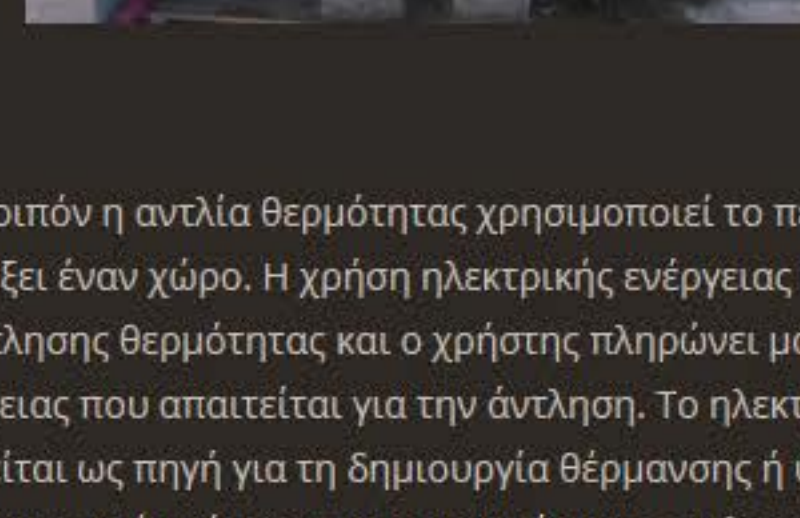 οιπόν η αντλία θερμότητας χρησιμοποιεί το
ξει έναν χώρο. Η χρήση ηλεκτρικής ενέργειας
τλησης θερμότητας και ο χρήστης πληρώνει
ειας που απαιτείται για την άντληση. Το ηλεκτ
ίται ως πηγή για τη δημιουργία θέρμανσης ή